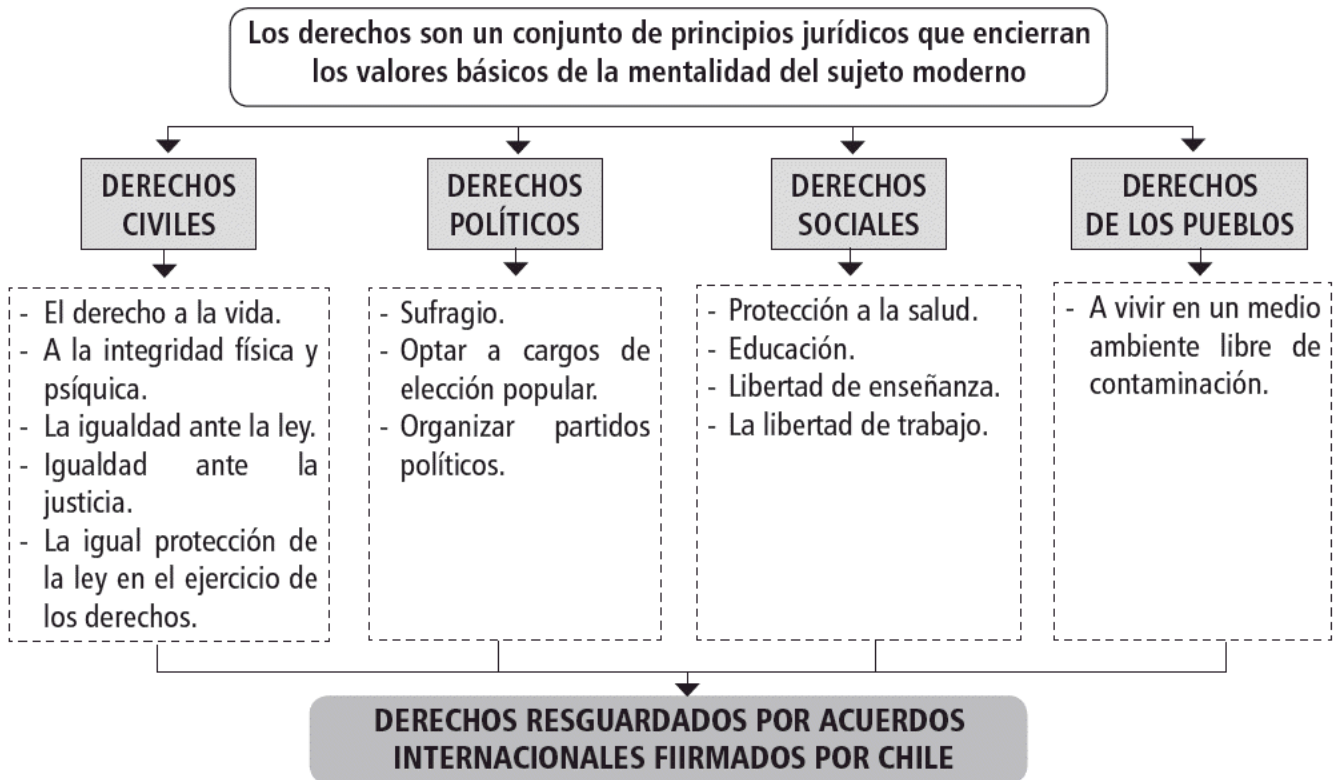 Los derechos son un conjunto de principios jurídicos que encierran
los valores básicos de la mentalidad del sujeto moderno
DERECHOS
CIVILES
- El derecho a la vida.
- A la integridad física y
psíquica.
- La igualdad ante la ley.
- Igualdad ante la
justicia.
- La igual protección de
la ley en el ejercicio de
los derechos.
DERECHOS
POLÍTICOS
- Sufragio.
- Optar a cargos de
elección popular.
- Organizar partidos
políticos.
DERECHOS
SOCIALES
- Protección a la salud.
- Educación.
- Libertad de enseñanza.
- La libertad de trabajo.
DERECHOS
DE LOS PUEBLOS
- A vivir en un medio
ambiente libre de
contaminación.
DERECHOS RESGUARDADOS POR ACUERDOS
INTERNACIONALES FIIRMADOS POR CHILE